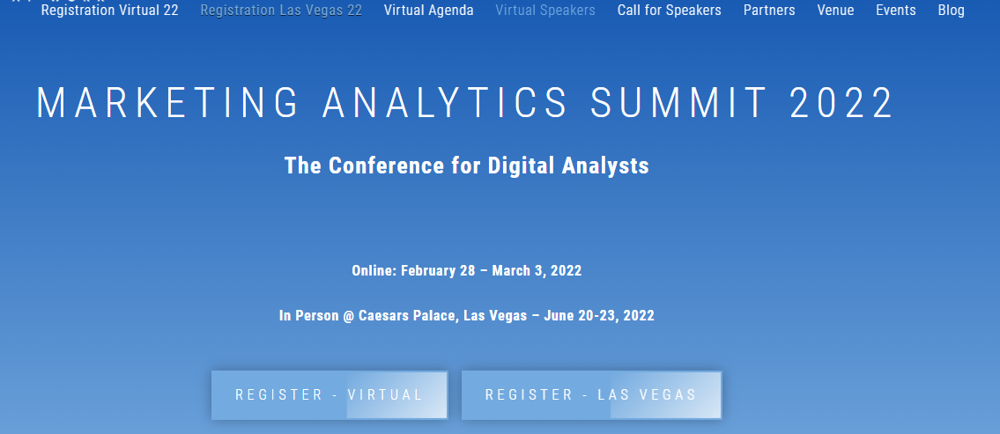 Registration Virtual 22 Registration Las Vegas 22 Virtual Agenda Virtual Speakers Call for Speakers Partners Venue Events Blog
MARKETING ANALYTICS SUMMIT 2022
The Conference for Digital Analysts
Online: February 28 – March 3, 2022
In Person @ Caesars Palace, Las Vegas – June 20-23, 2022
REGISTER - VIRTUAL REGISTER - LAS VEGAS